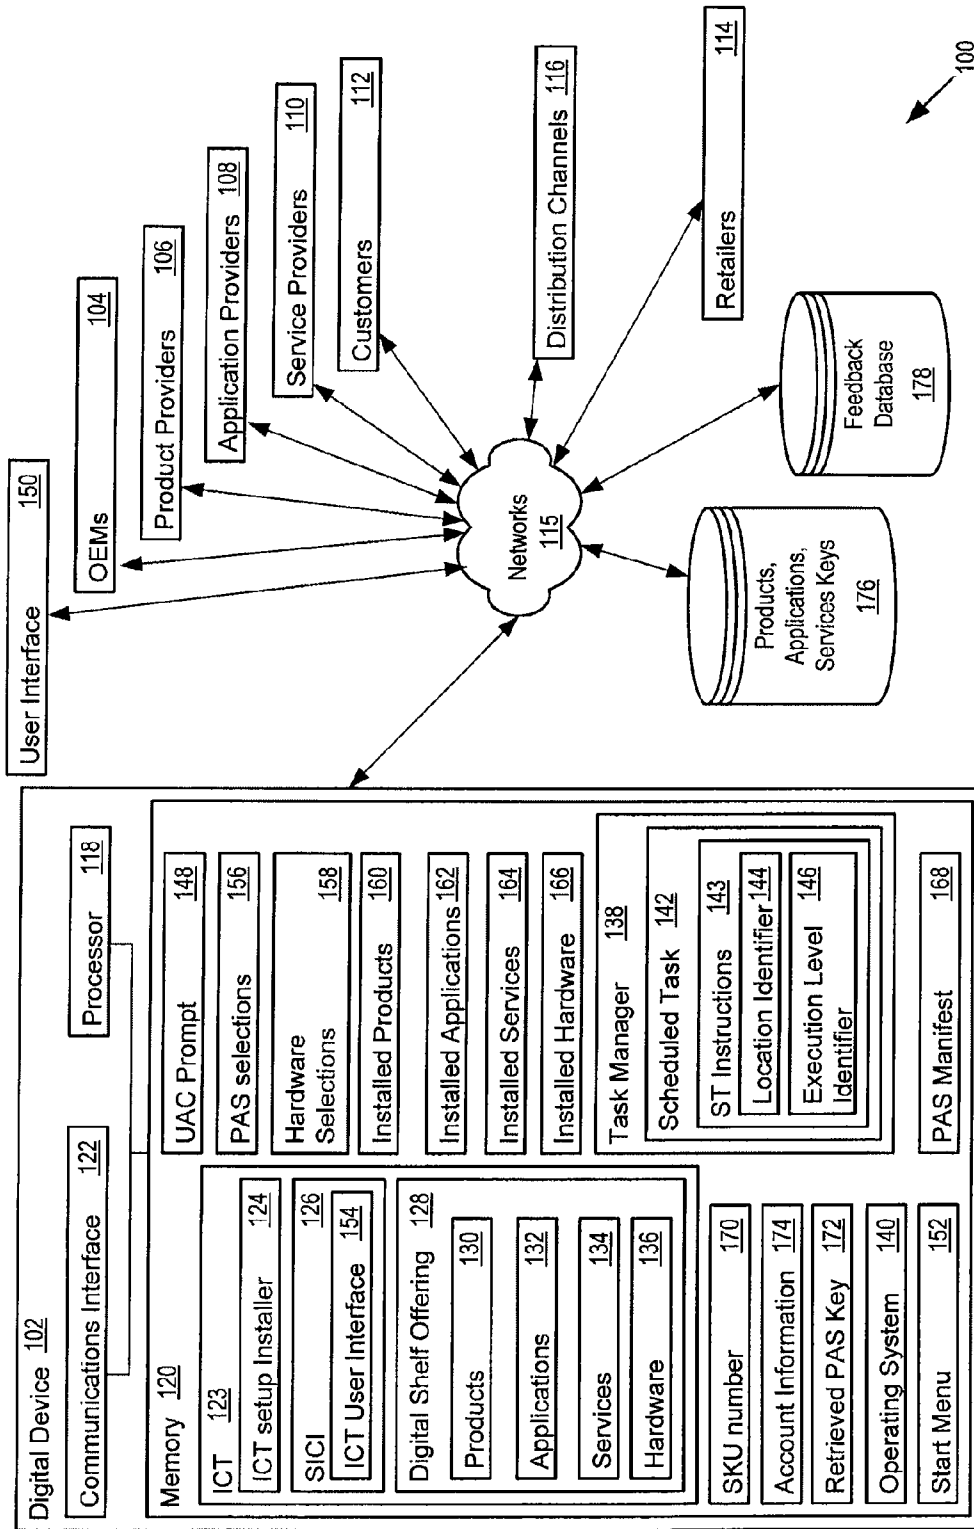 Digital Device 102
Communications Interface 122
Processor 118
Memory 120
ICT 123
ICT setup Installer 124
SICI 126
ICT User Interface 154
Digital Shelf Offering 128
Products 130
Applications 132
Services 134
Hardware 136
SKU number 170
Account Information 174
Retrieved PAS Key 172
Operating System 140
Start Menu 152
UAC Prompt 148
PAS selections 156
Hardware
Selections 158
Installed Products 160
Installed Applications 162
Installed Services 164
Installed Hardware 166
Task Manager 138
Scheduled Task 142
ST Instructions 143
Location Identifier 144
Execution Level 146
Identifier
PAS Manifest 168
User Interface 150
OEMs 104
Product Providers 106
Application Providers 108
Service Providers 110
Customers 112
Distribution Channels 116
Retailers 114
Networks
115
Products,
Applications,
Services Keys
176
Feedback
Database
178
100